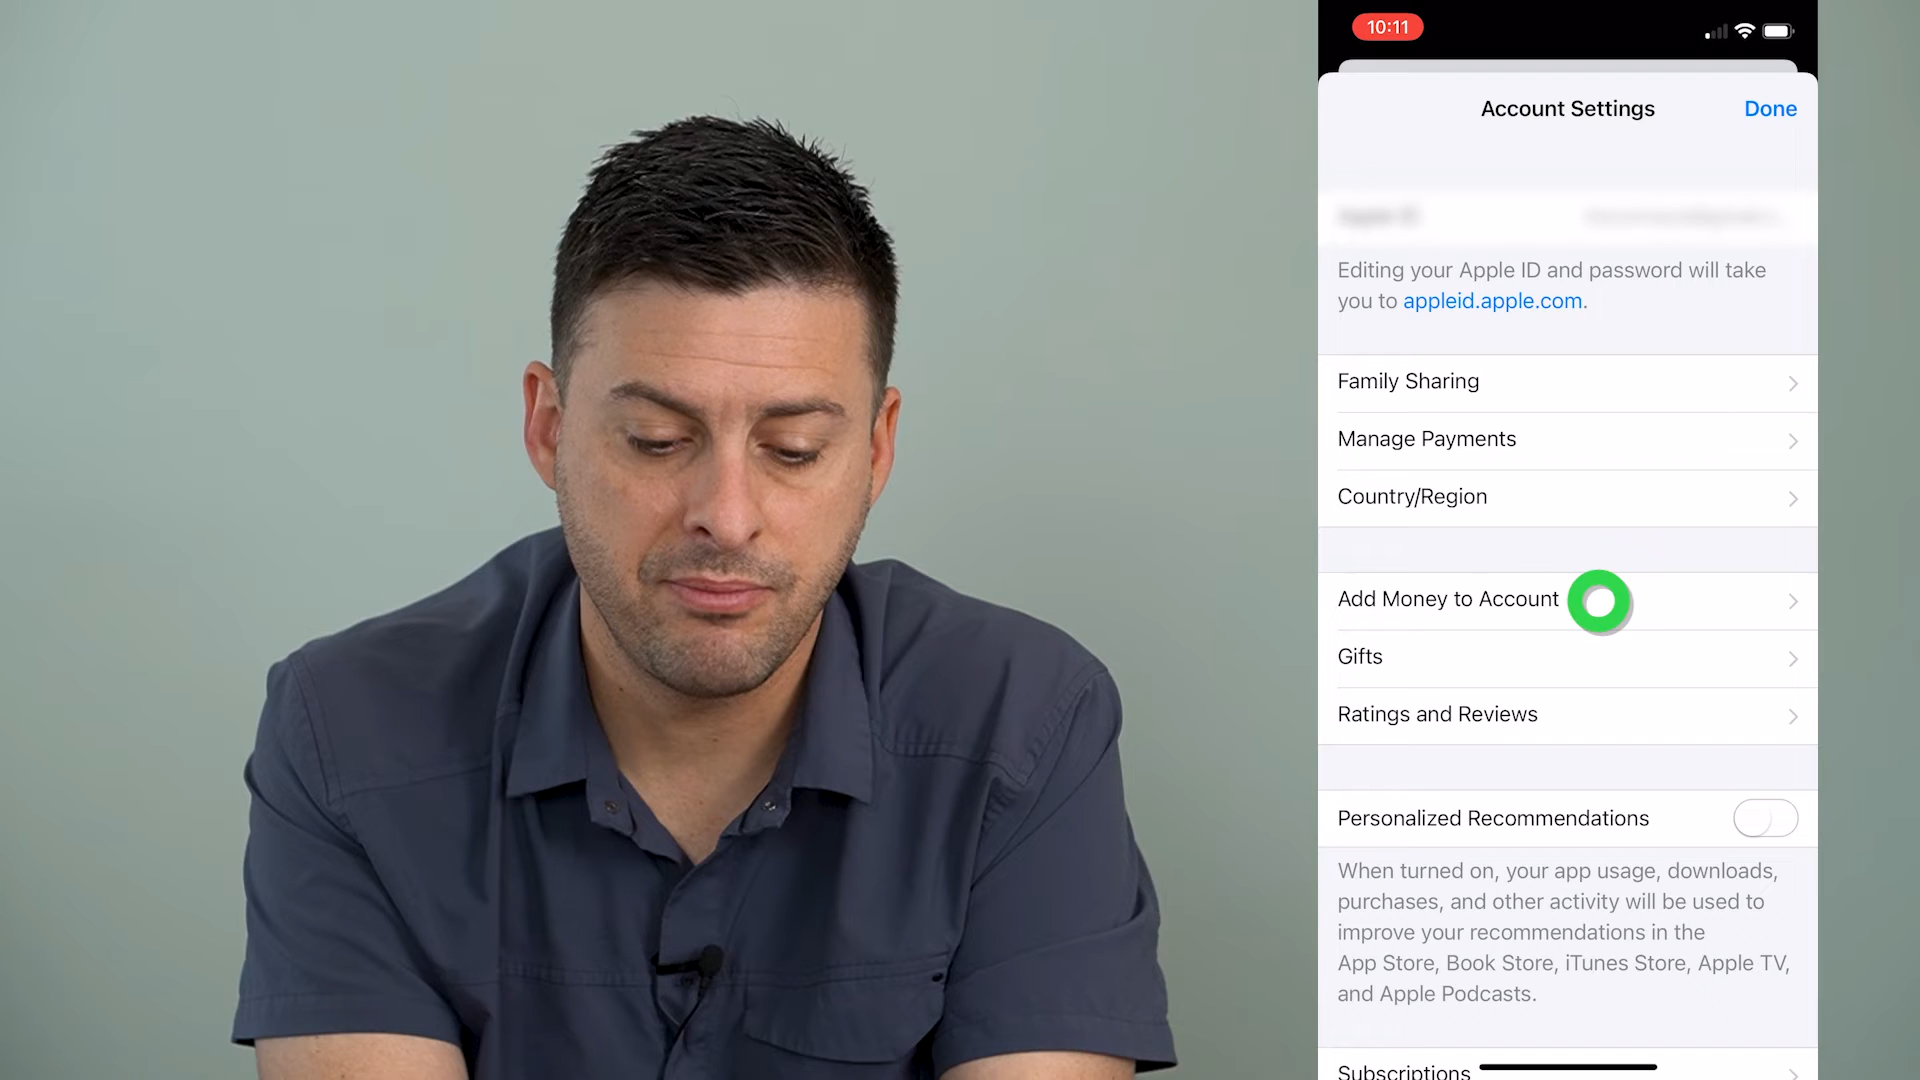 10:11
Account Settings
Done
Editing your Apple ID and password will take
you to appleid.apple.com.
Family Sharing
Manage Payments
Country/Region
Add Money to Account
Gifts
Ratings and Reviews
Personalized Recommendations
When turned on, your app usage, downloads,
purchases, and other activity will be used to
improve your recommendations in the
App Store, Book Store, iTunes Store, Apple TV,
and Apple Podcasts.
Subscriptions